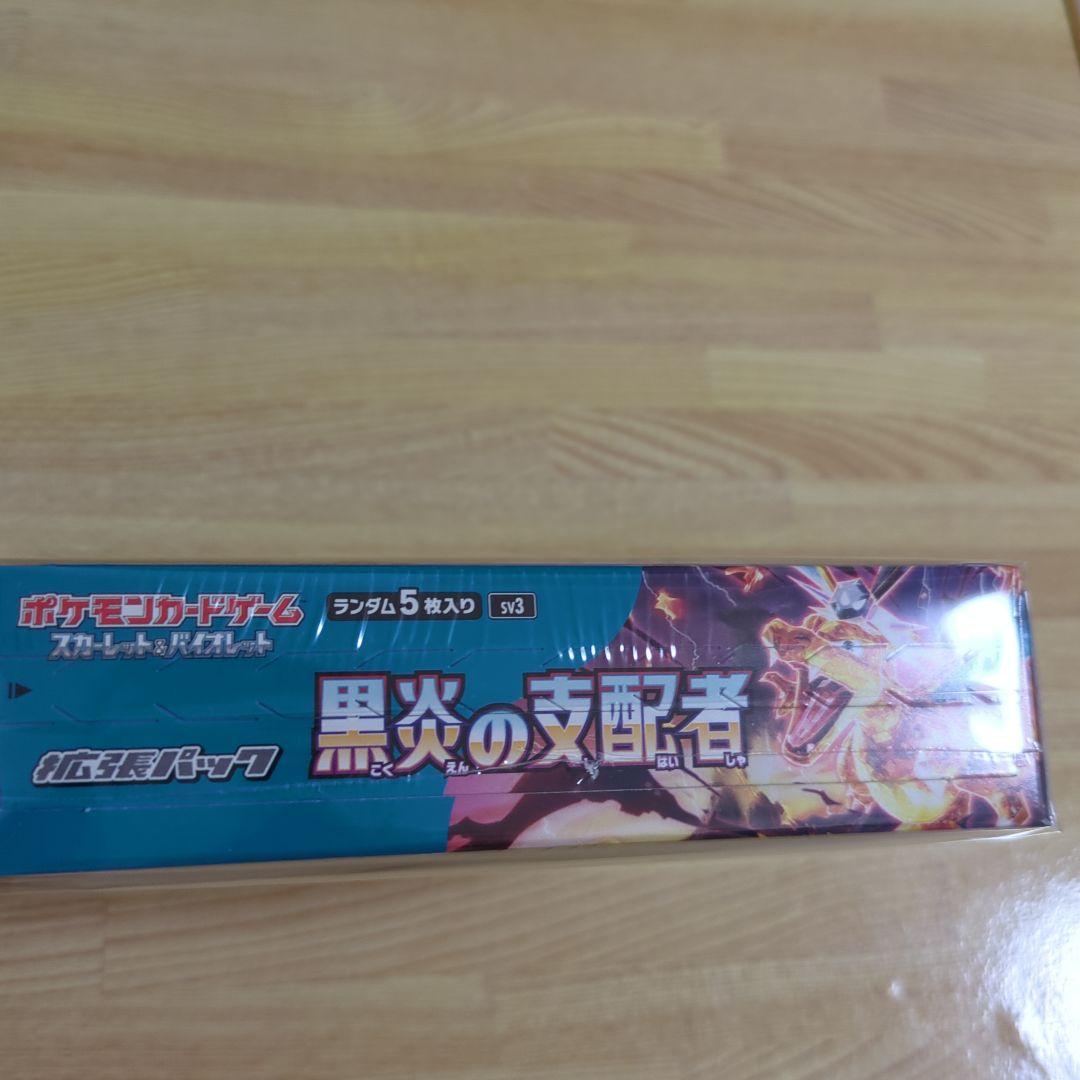 ポケモンカードゲーム
スカーレット&バイオレット
ランダム5枚入り
SV3
黒炎の支配者
こく えん はい しゃ
拡張パック